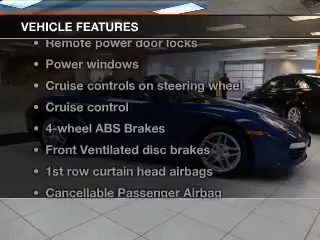 VEHICLE FEATURES
• Remote power door locks
• Power windows
• Cruise controls on steering wheel
• Cruise control
• 4-wheel ABS Brakes
• Front Ventilated disc brakes
• 1st row curtain head airbags
• Cancellable Passenger Airbag